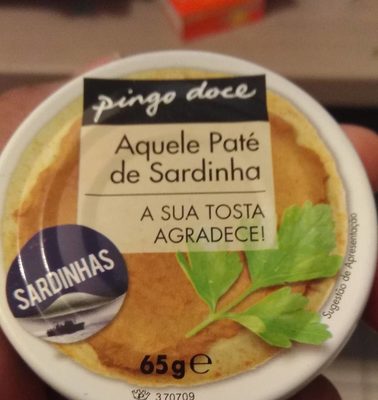 pingo doce
Aquele Paté
de Sardinha
A SUA TOSTA
AGRADECE!
SARDINHAS
Sugestão de Apresentação
65g e
370709